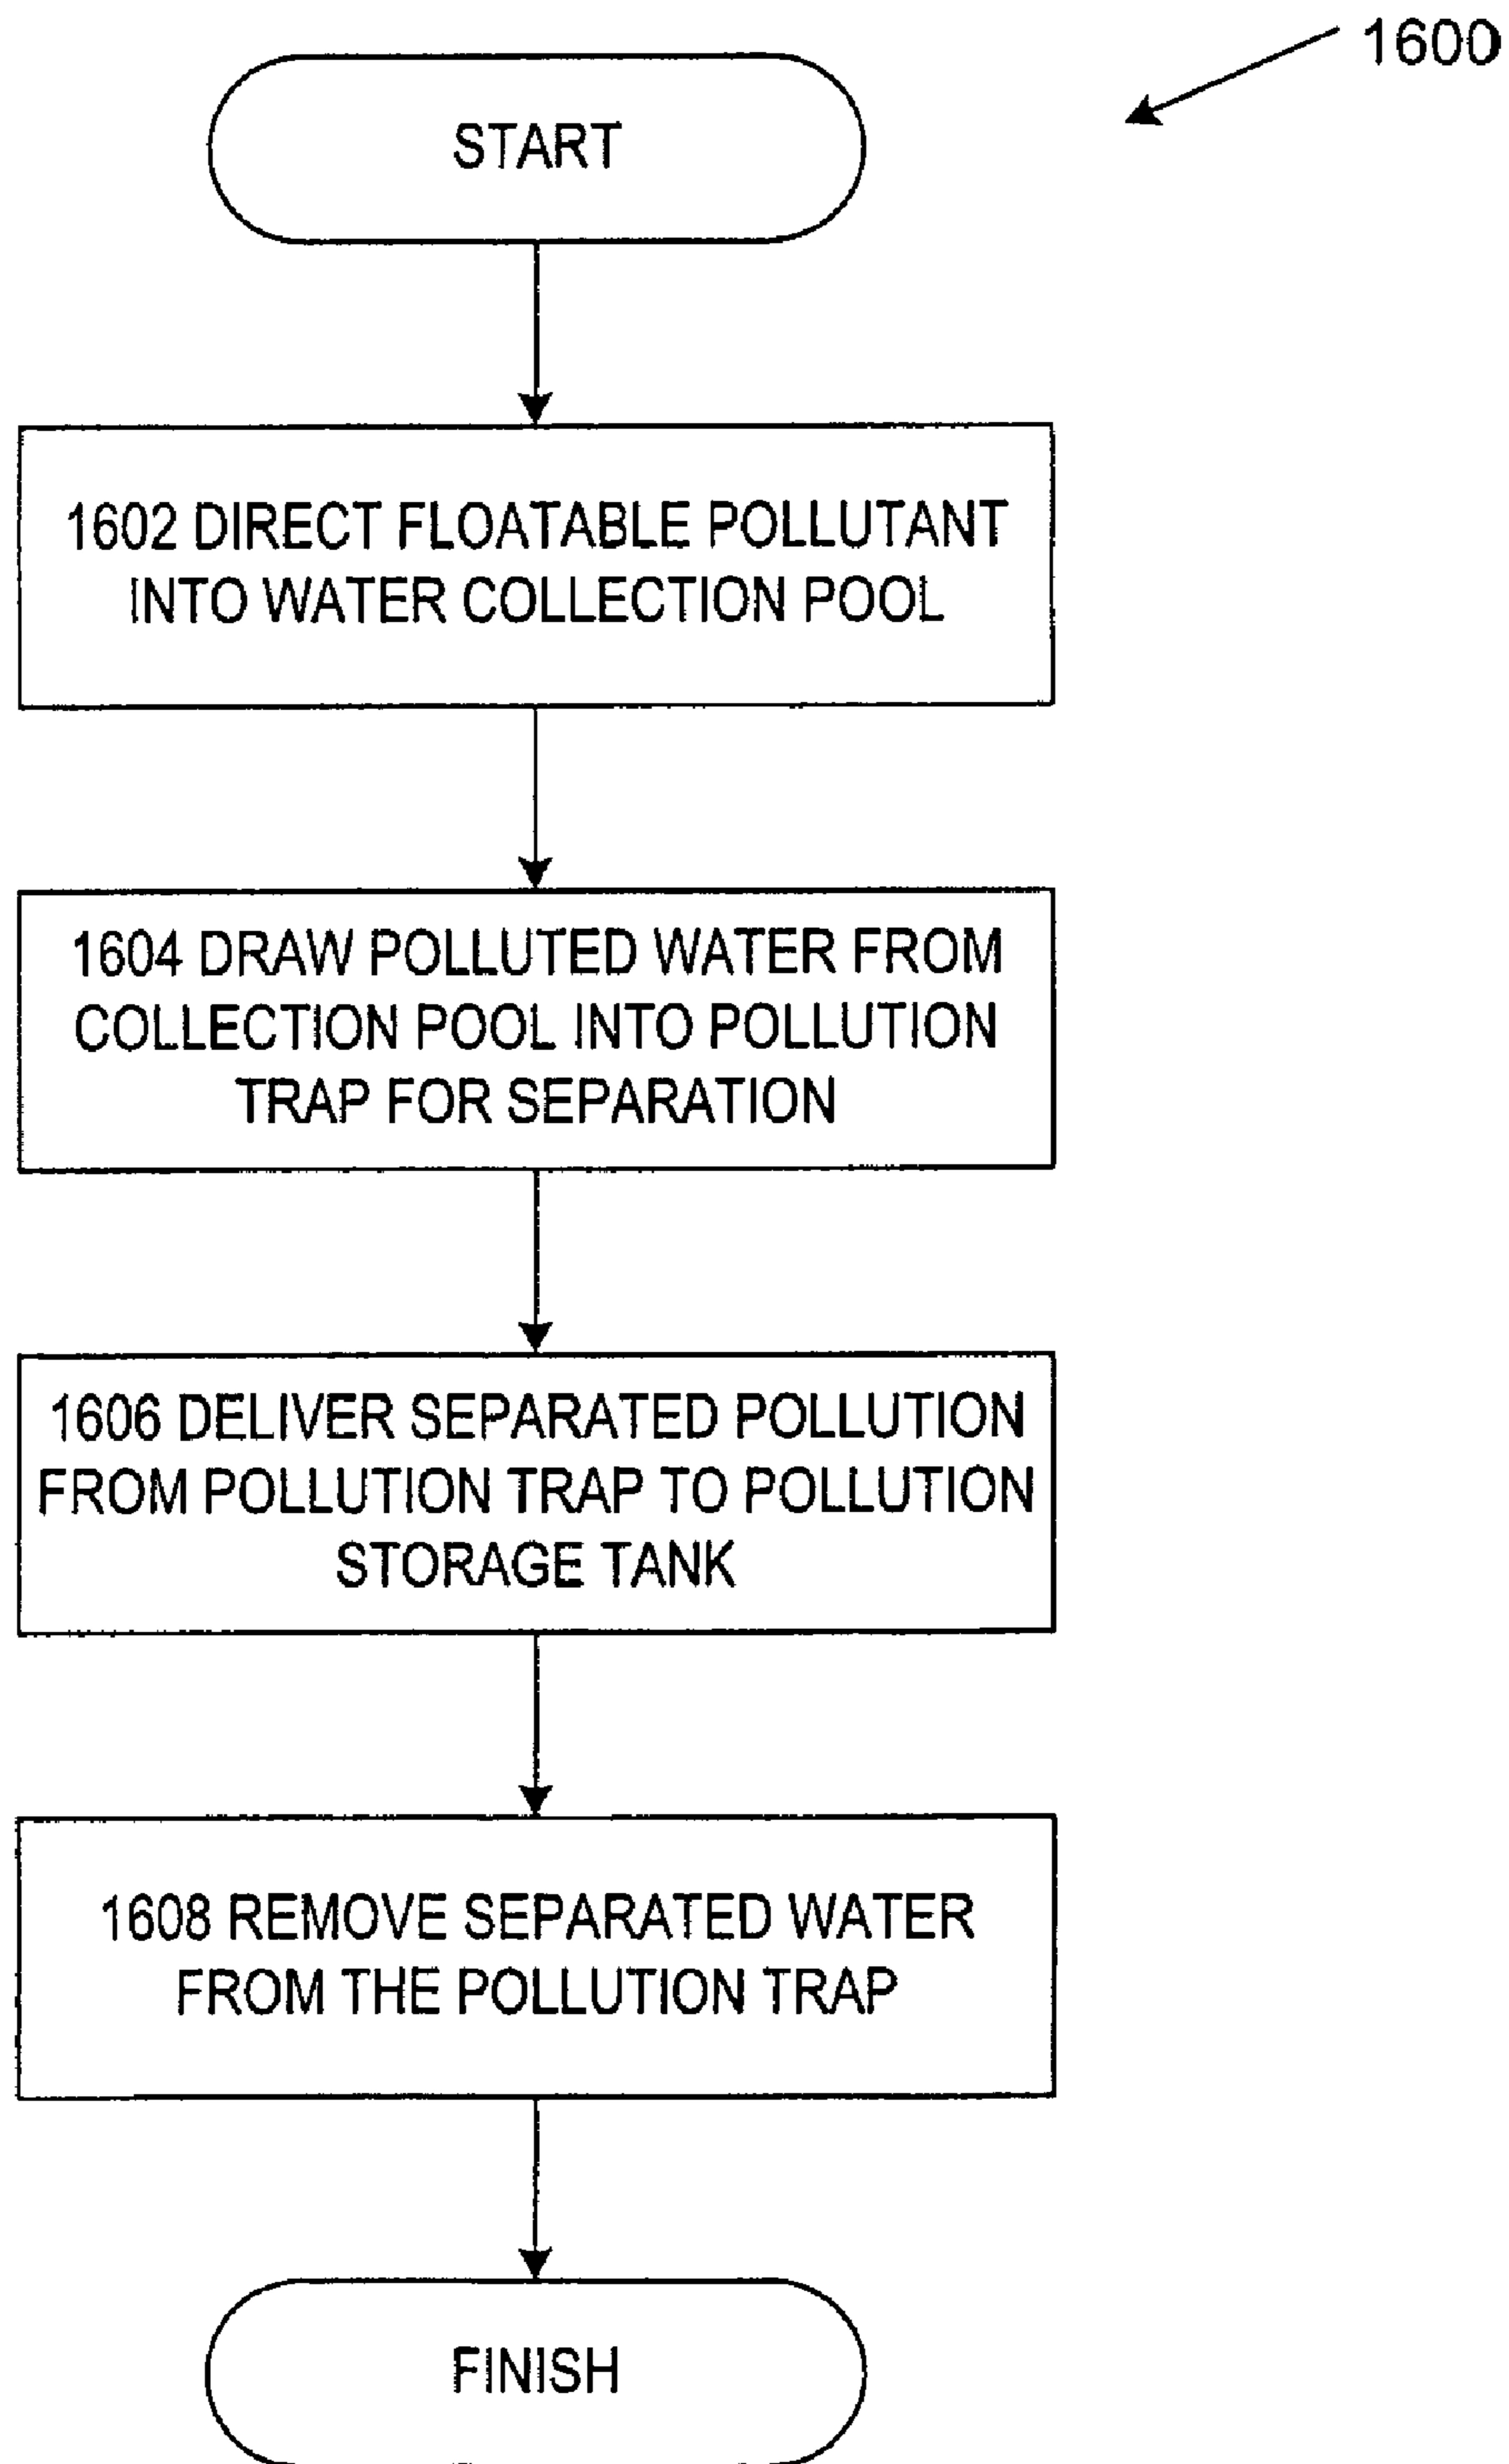 1600
START
1602 DIRECT FLOATABLE POLLUTANT
INTO WATER COLLECTION POOL
1604 DRAW POLLUTED WATER FROM
COLLECTION POOL INTO POLLUTION
TRAP FOR SEPARATION
1606 DELIVER SEPARATED POLLUTION
FROM POLLUTION TRAP TO POLLUTION
STORAGE TANK
1608 REMOVE SEPARATED WATER
FROM THE POLLUTION TRAP
FINISH